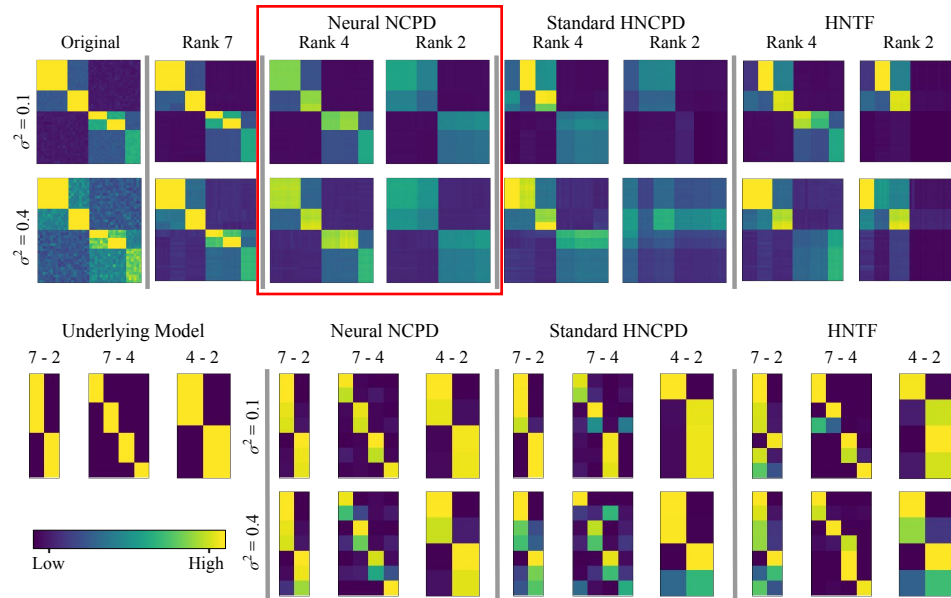 Neural NCPD Standard HNCPD HNTF
Original Rank 7 Rank 4 Rank 2 Rank 4 Rank 2 Rank 4 Rank 2
σ² = 0.1
σ² = 0.4
Underlying Model Neural NCPD Standard HNCPD HNTF
7 - 2 7 - 4 4 - 2 7 - 2 7 - 4 4 - 2 7 - 2 7 - 4 4 - 2 7 - 2 7 - 4 4 - 2
σ² = 0.1
σ² = 0.4
Low High